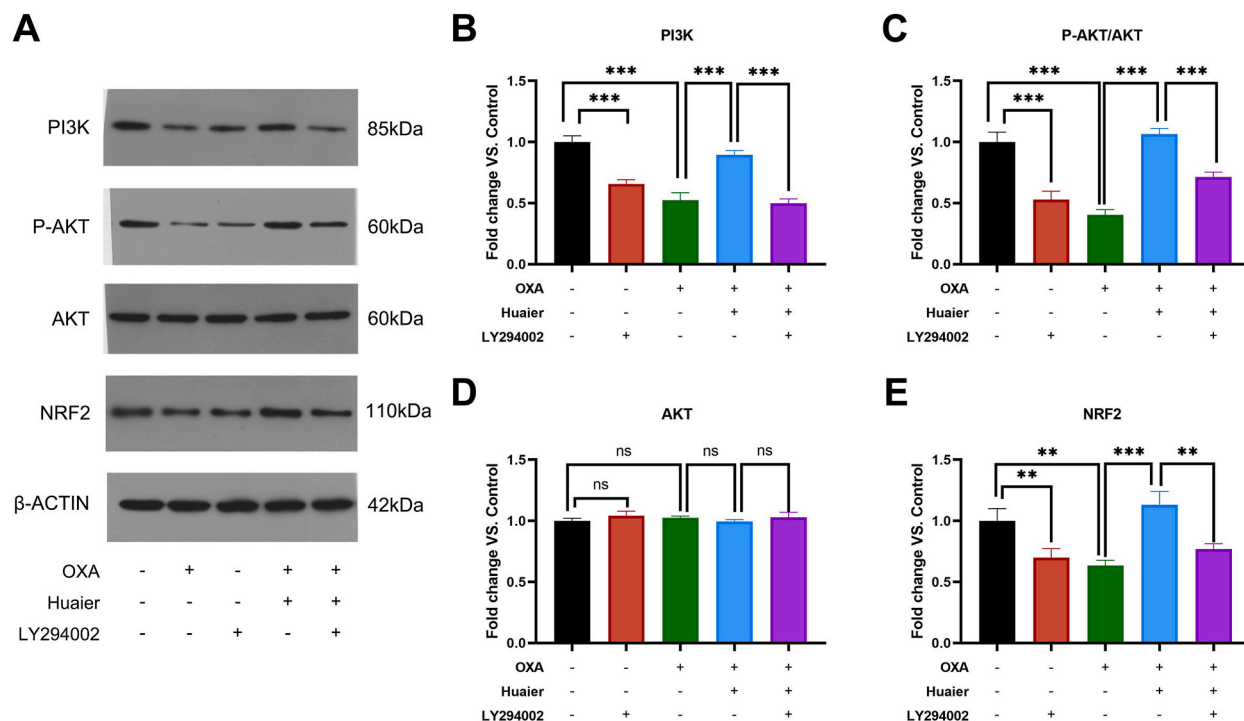 A
PI3K 85kDa
P-AKT 60kDa
AKT 60kDa
NRF2 110kDa
β-ACTIN 42kDa
OXA - + - + +
Huaier - - - + +
LY294002 - - + - +
B
PI3K
Fold change VS. Control
1.5
1.0
0.5
0.0
*** *** ***
***
OXA - - + + +
Huaier - - - + +
LY294002 - + - - +
C
P-AKT/AKT
Fold change VS. Control
1.5
1.0
0.5
0.0
*** *** ***
***
OXA - - + + +
Huaier - - - + +
LY294002 - + - - +
D
AKT
Fold change VS. Control
1.5
1.0
0.5
0.0
ns ns ns
ns
OXA - - + + +
Huaier - - - + +
LY294002 - + - - +
E
NRF2
Fold change VS. Control
1.5
1.0
0.5
0.0
** *** **
**
OXA - - + + +
Huaier - - - + +
LY294002 - + - - +